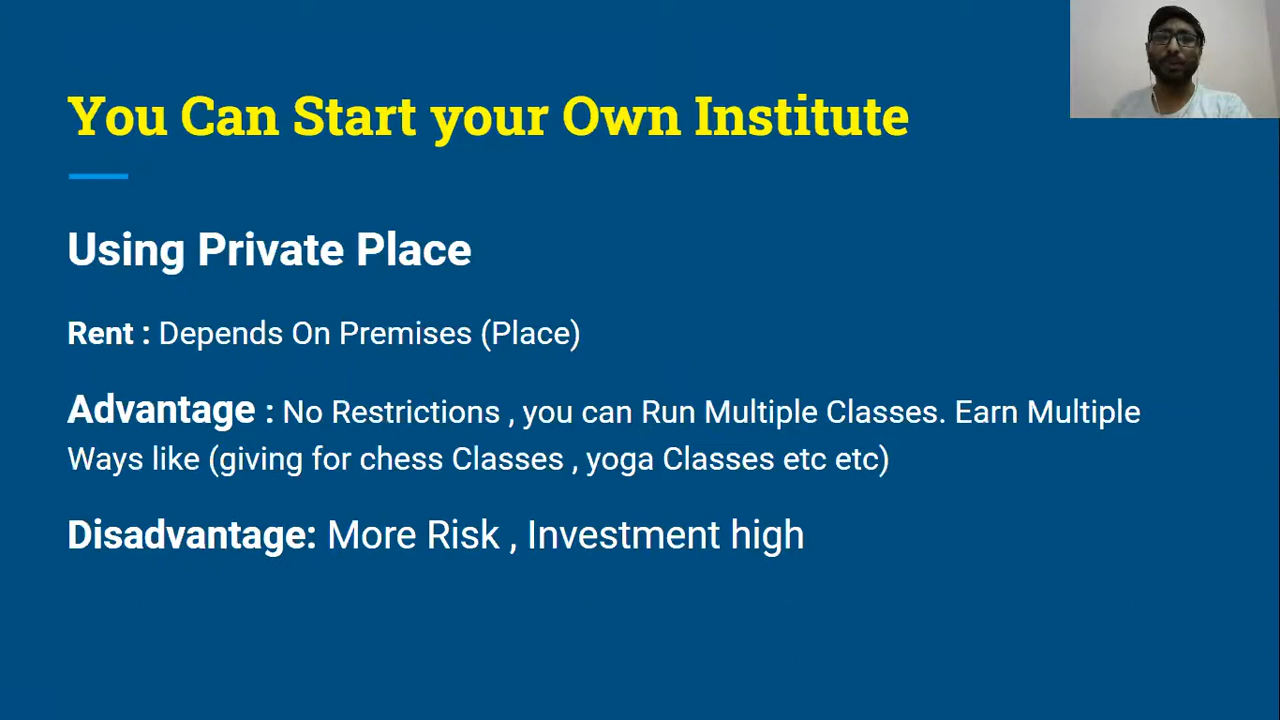 You Can Start your Own Institute
Using Private Place
Rent : Depends On Premises (Place)
Advantage : No Restrictions , you can Run Multiple Classes. Earn Multiple
Ways like (giving for chess Classes , yoga Classes etc etc)
Disadvantage: More Risk , Investment high